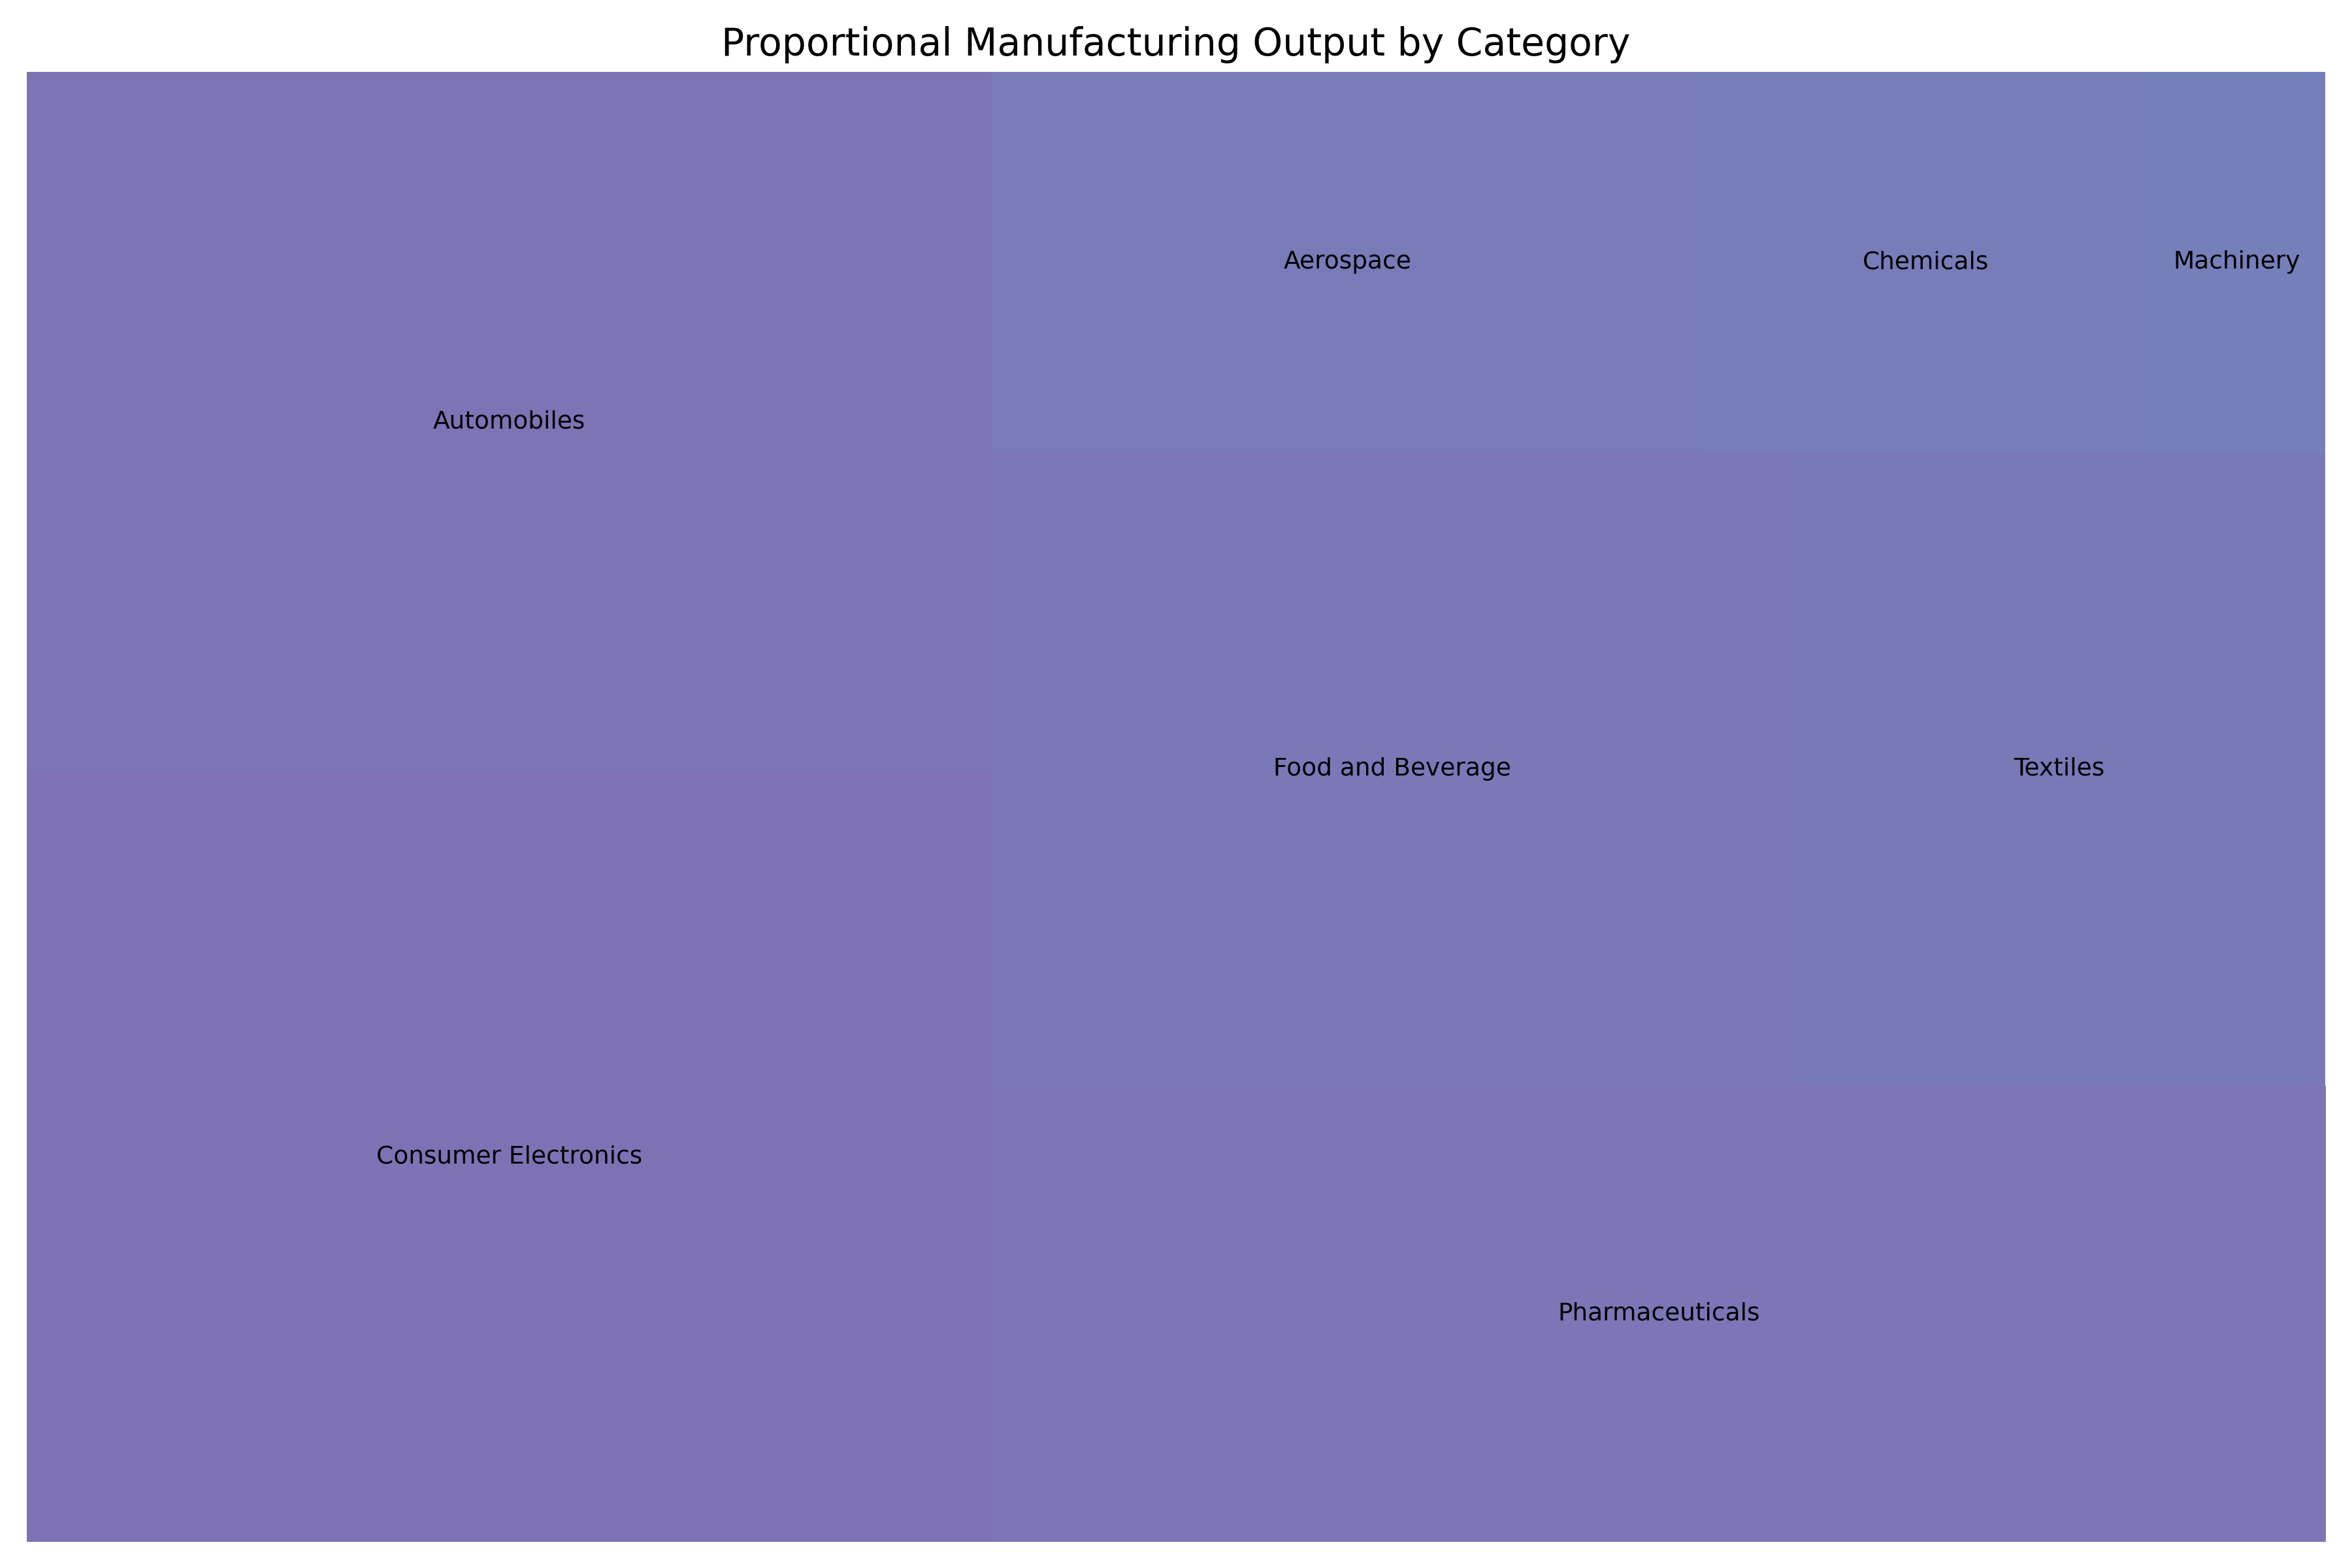 Proportional Manufacturing Output by Category
Aerospace
Chemicals
Machinery
Automobiles
Food and Beverage
Textiles
Consumer Electronics
Pharmaceuticals